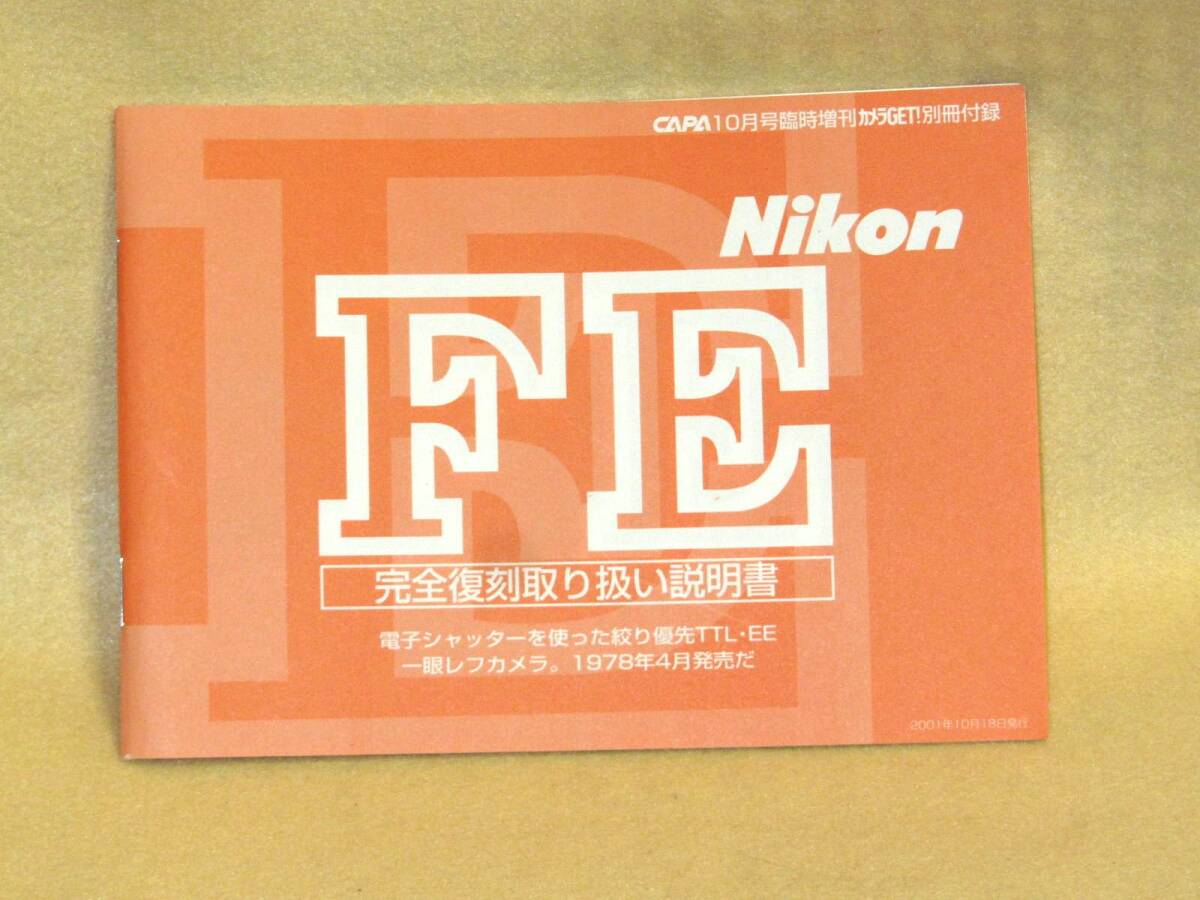 CAPA10月号臨時増刊カメラGET!別冊付録
Nikon
FE
完全復刻取り扱い説明書
電子シャッターを使った絞り優先TTL・EE
一眼レフカメラ。1978年4月発売だ
2001年10月18日発行